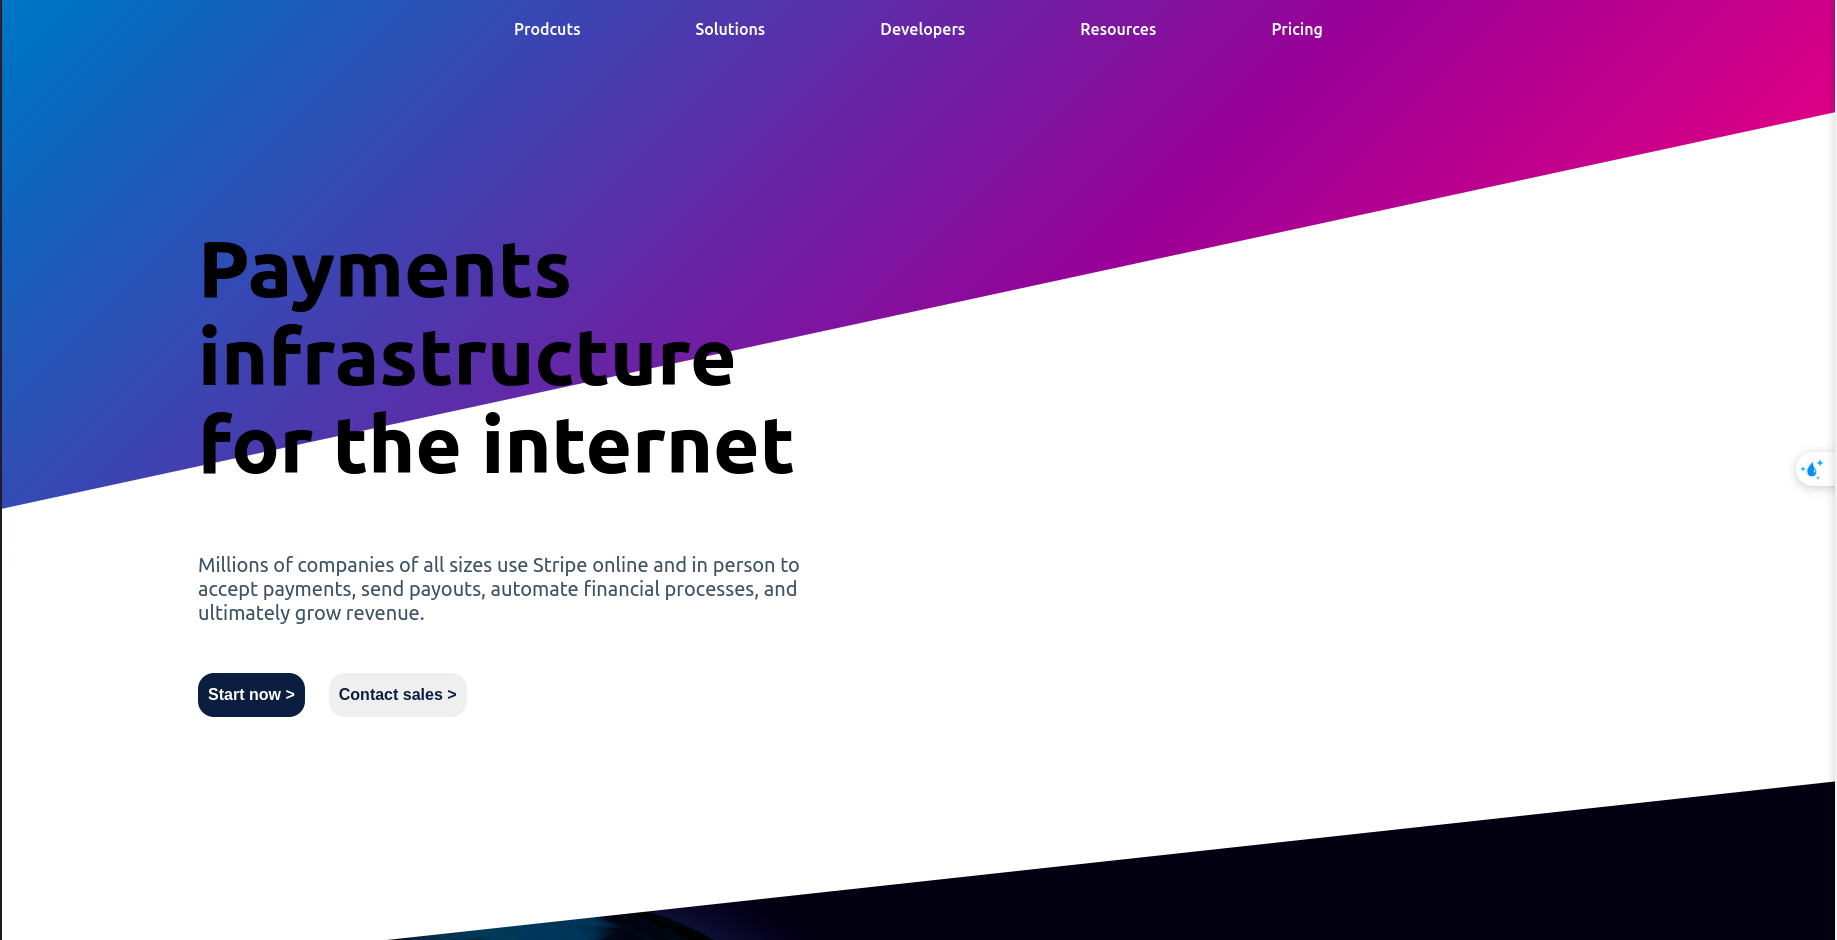 Prodcuts Solutions Developers Resources Pricing
Payments
infrastructure
for the internet
Millions of companies of all sizes use Stripe online and in person to
accept payments, send payouts, automate financial processes, and
ultimately grow revenue.
Start now > Contact sales >